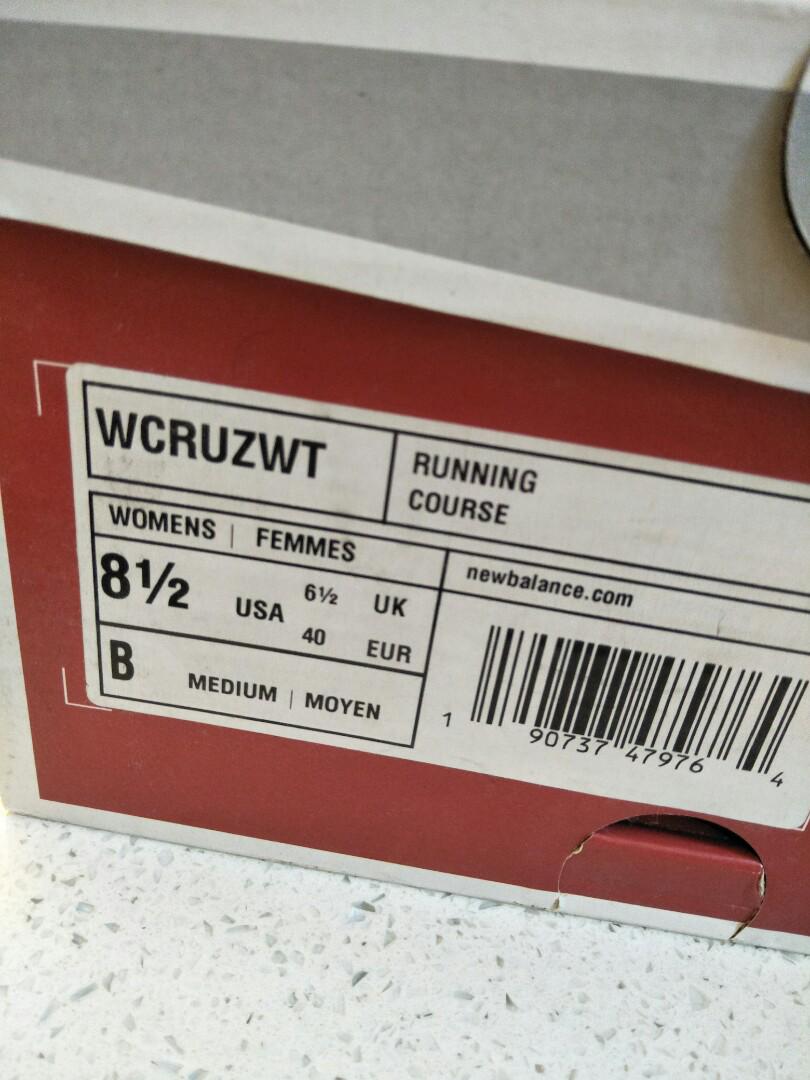 WCRUZWT
RUNNING
COURSE
WOMENS | FEMMES
newbalance.com
8½ USA 6½ UK
40 EUR
B MEDIUM | MOYEN
1 90737 47976 4